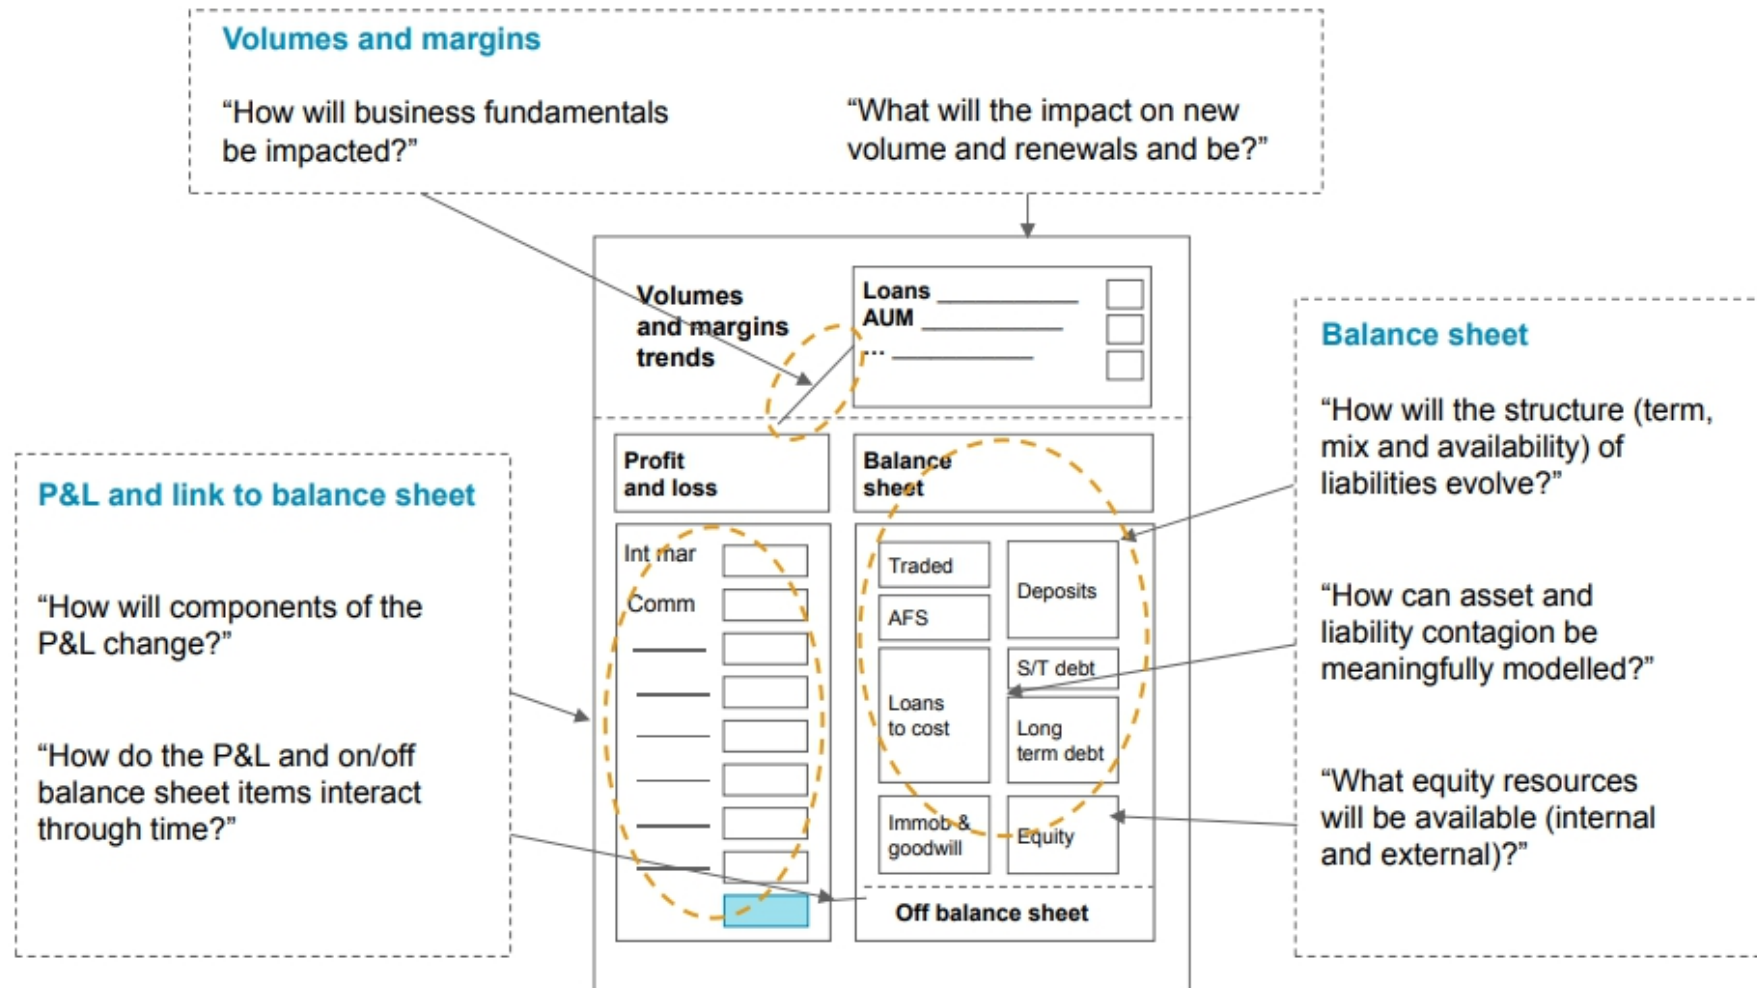 Volumes and margins
“How will business fundamentals
be impacted?”
“What will the impact on new
volume and renewals and be?”
Volumes
and margins
trends
Loans
AUM
...
Profit
and loss
Balance
sheet
Int mar
Comm
Traded
AFS
Loans
to cost
Immob &
goodwill
Deposits
S/T debt
Long
term debt
Equity
Off balance sheet
P&L and link to balance sheet
“How will components of the
P&L change?”
“How do the P&L and on/off
balance sheet items interact
through time?”
Balance sheet
“How will the structure (term,
mix and availability) of
liabilities evolve?”
“How can asset and
liability contagion be
meaningfully modelled?”
“What equity resources
will be available (internal
and external)?”